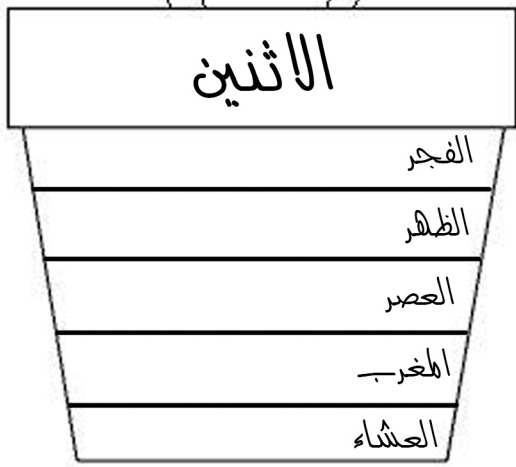 الاثنين
الفجر
الظهر
العصر
المغرب
العشاء